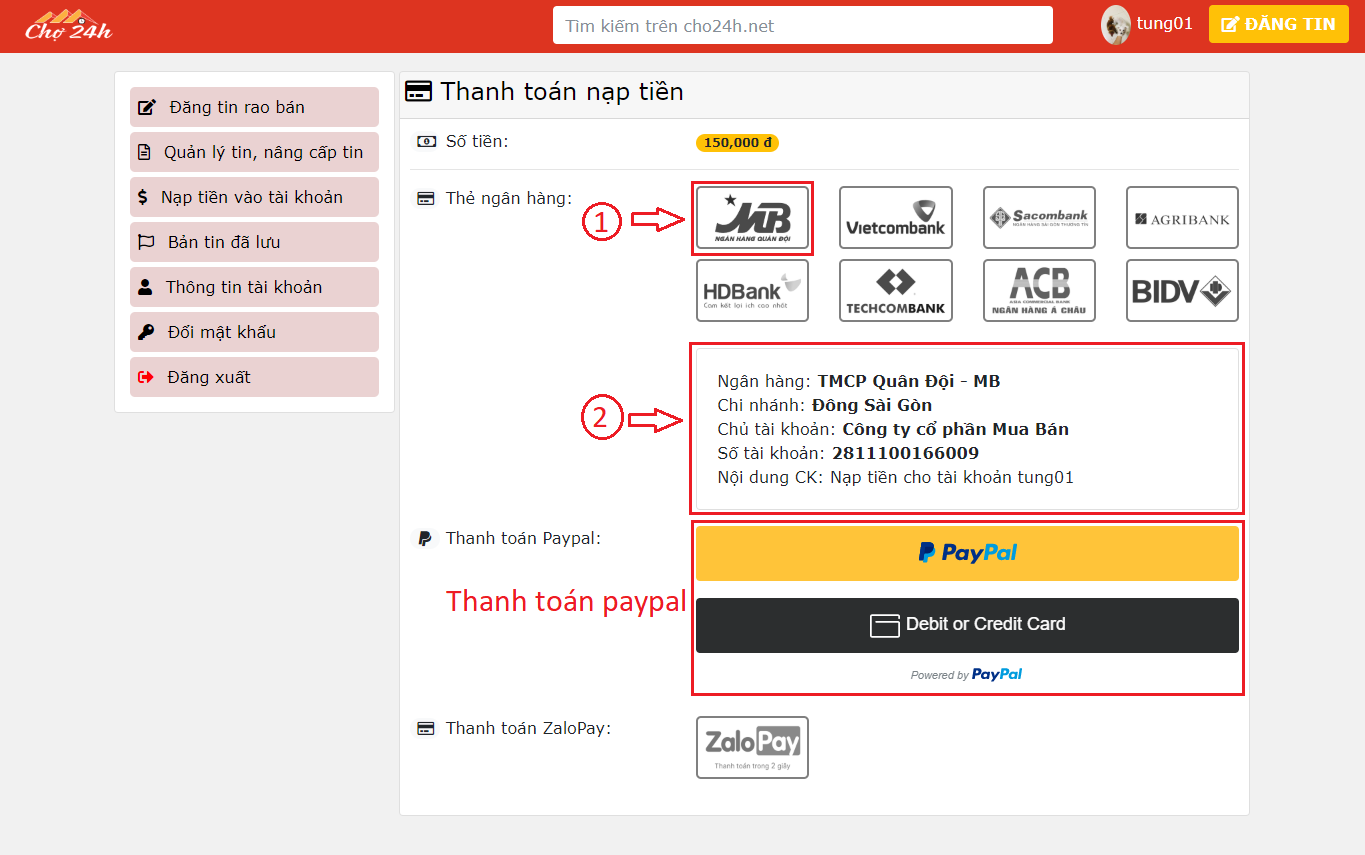 Chợ 24h
Tìm kiếm trên cho24h.net
tung01
ĐĂNG TIN
Đăng tin rao bán
Quản lý tin, nâng cấp tin
Nạp tiền vào tài khoản
Bản tin đã lưu
Thông tin tài khoản
Đổi mật khẩu
Đăng xuất
Thanh toán nạp tiền
Số tiền:
150,000 đ
Thẻ ngân hàng:
1
MB
NGÂN HÀNG QUÂN ĐỘI
Vietcombank
Sacombank
NGÂN HÀNG SÀI GÒN THƯƠNG TÍN
AGRIBANK
HDBank
Cam kết lợi ích cao nhất
TECHCOMBANK
ACB
ASIA COMMERCIAL BANK
NGÂN HÀNG Á CHÂU
BIDV
2
Ngân hàng: TMCP Quân Đội - MB
Chi nhánh: Đông Sài Gòn
Chủ tài khoản: Công ty cổ phần Mua Bán
Số tài khoản: 2811100166009
Nội dung CK: Nạp tiền cho tài khoản tung01
Thanh toán Paypal:
PayPal
Thanh toán paypal
Debit or Credit Card
Powered by PayPal
Thanh toán ZaloPay:
ZaloPay
Thanh toán trong 2 giây